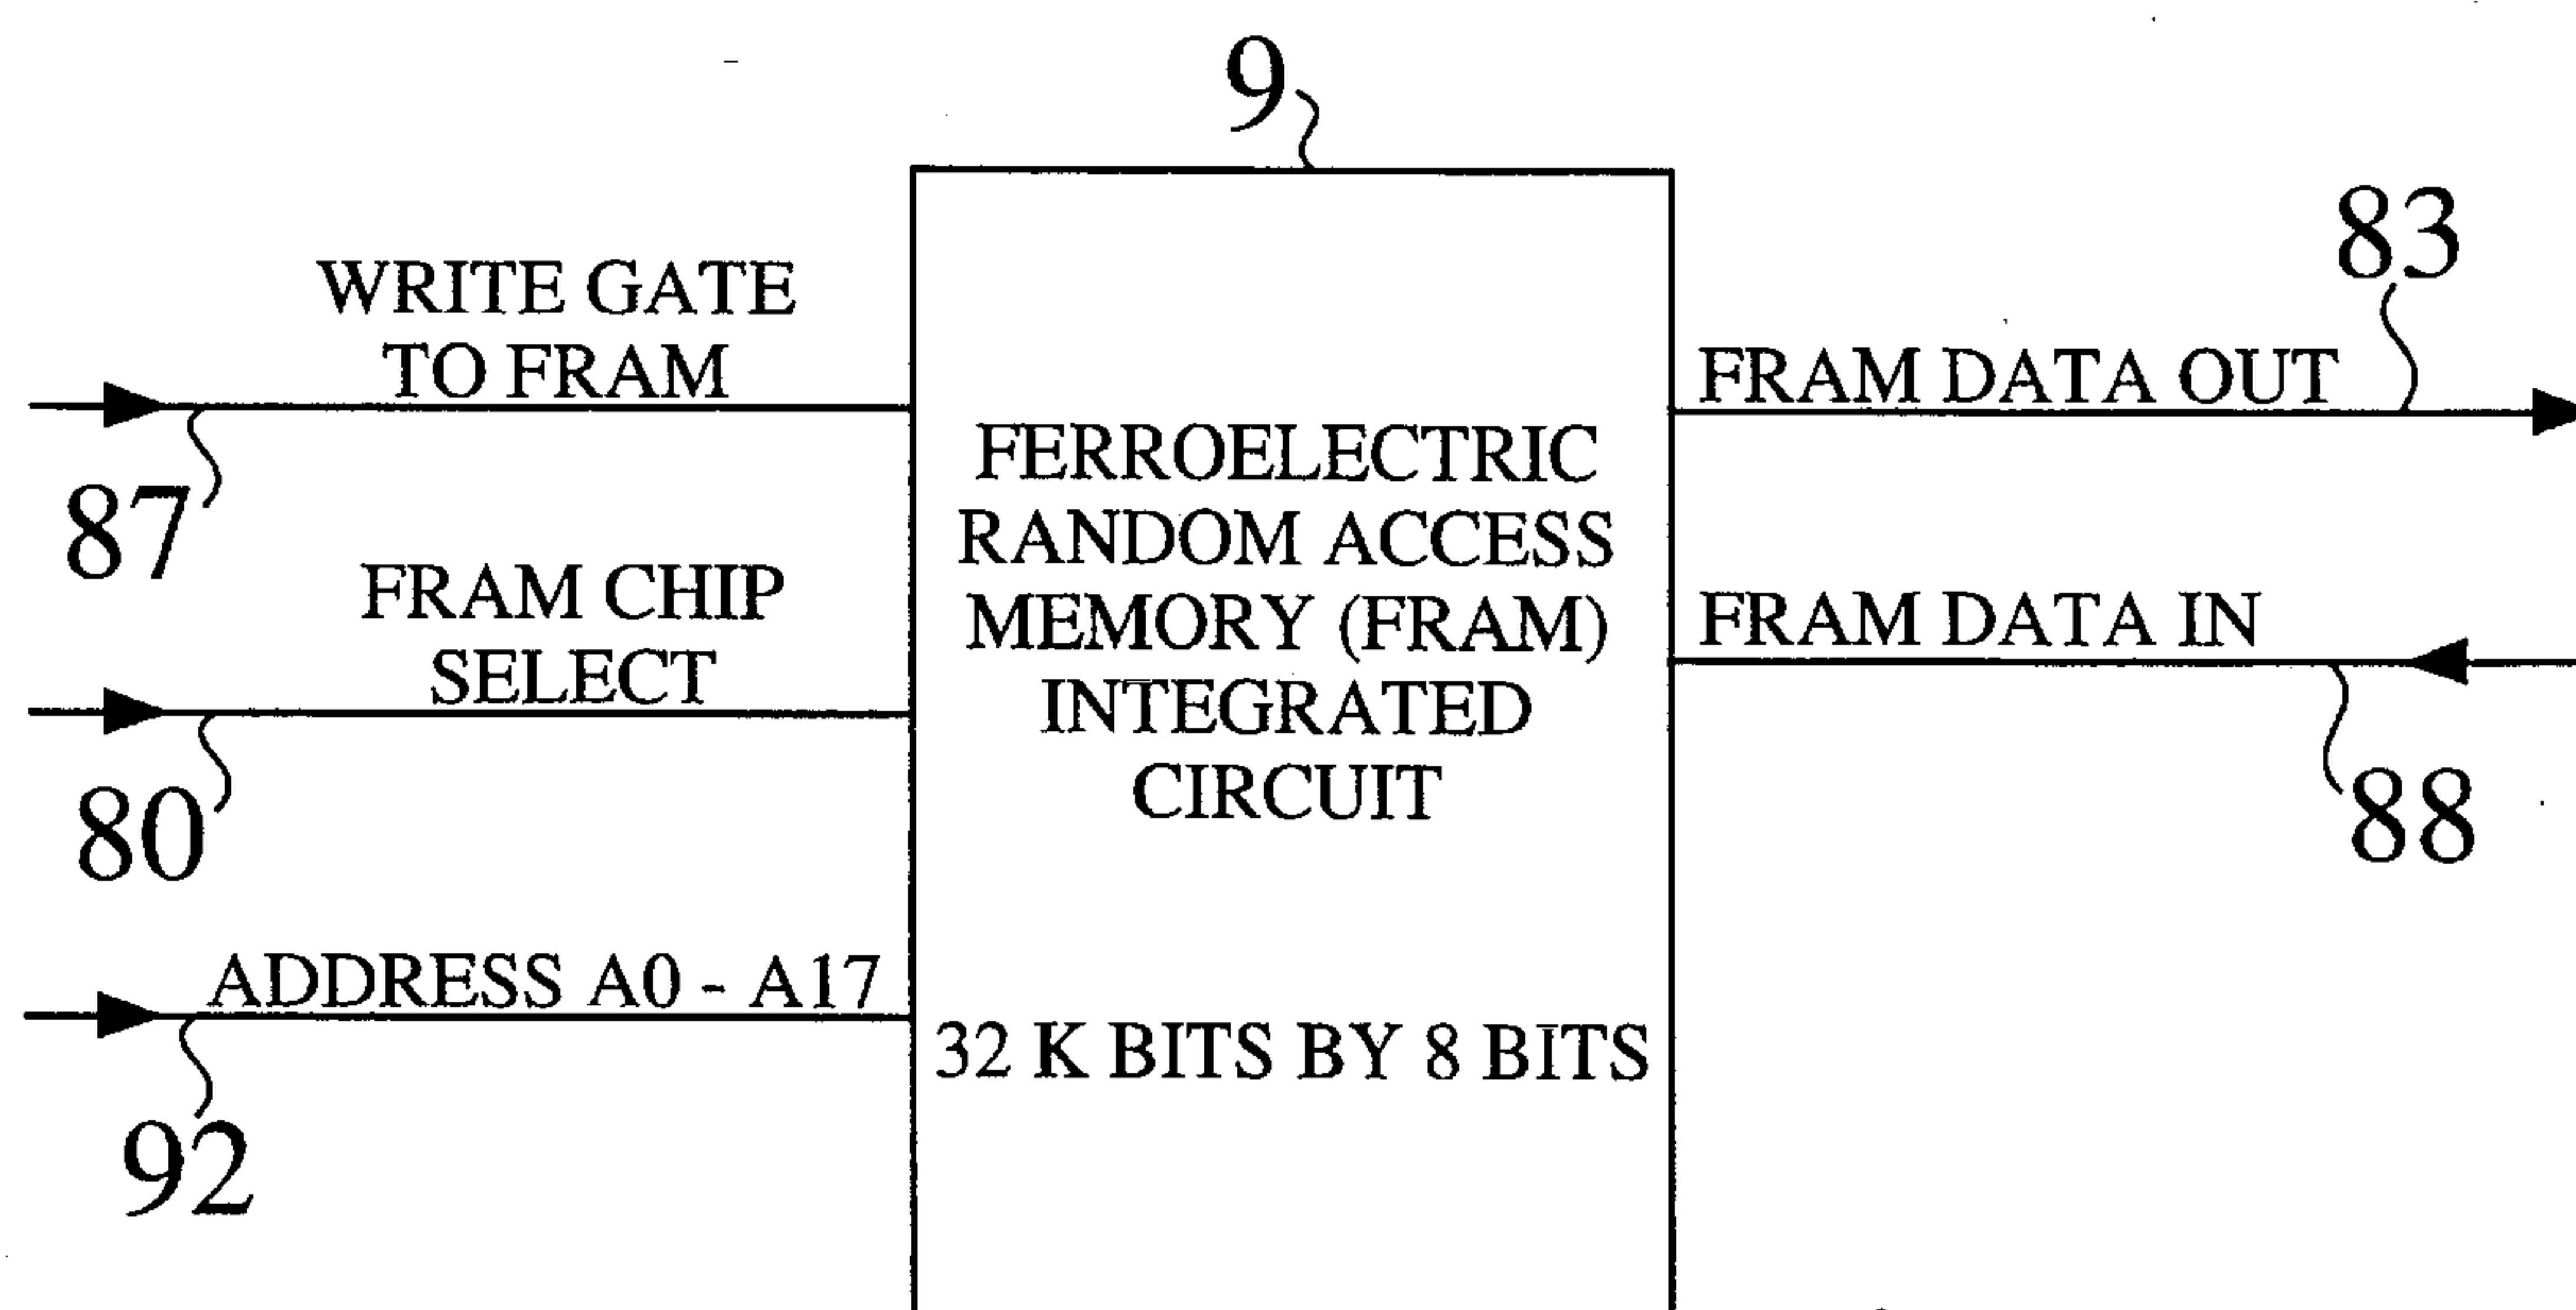 9
WRITE GATE
TO FRAM
87
FRAM CHIP
SELECT
80
ADDRESS A0 - A17
92
FERROELECTRIC
RANDOM ACCESS
MEMORY (FRAM)
INTEGRATED
CIRCUIT
32 K BITS BY 8 BITS
83
FRAM DATA OUT
FRAM DATA IN
88